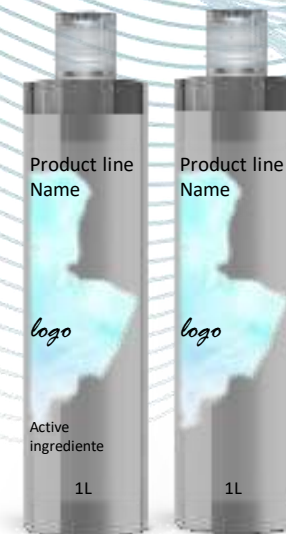 Product line
Name
logo
Active
ingrediente
1L
Product line
Name
logo
1L